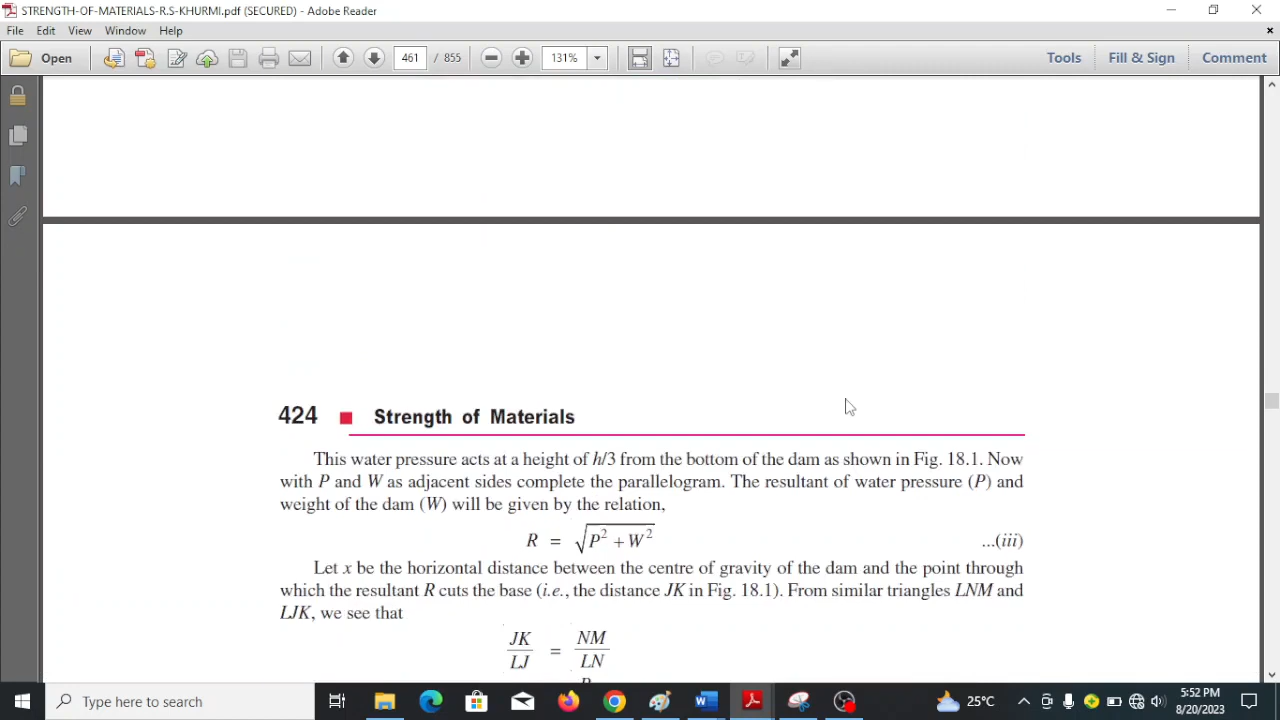 STRENGTH-OF-MATERIALS-R.S-KHURMI.pdf (SECURED) - Adobe Reader
File Edit View Window Help
Open 461 / 855 131% Tools Fill & Sign Comment
424 Strength of Materials
This water pressure acts at a height of h/3 from the bottom of the dam as shown in Fig. 18.1. Now
with P and W as adjacent sides complete the parallelogram. The resultant of water pressure (P) and
weight of the dam (W) will be given by the relation,
R = √P² + W² ...(iii)
Let x be the horizontal distance between the centre of gravity of the dam and the point through
which the resultant R cuts the base (i.e., the distance JK in Fig. 18.1). From similar triangles LNM and
LJK, we see that
JK/LJ = NM/LN
Type here to search
25°C
5:52 PM
8/20/2023